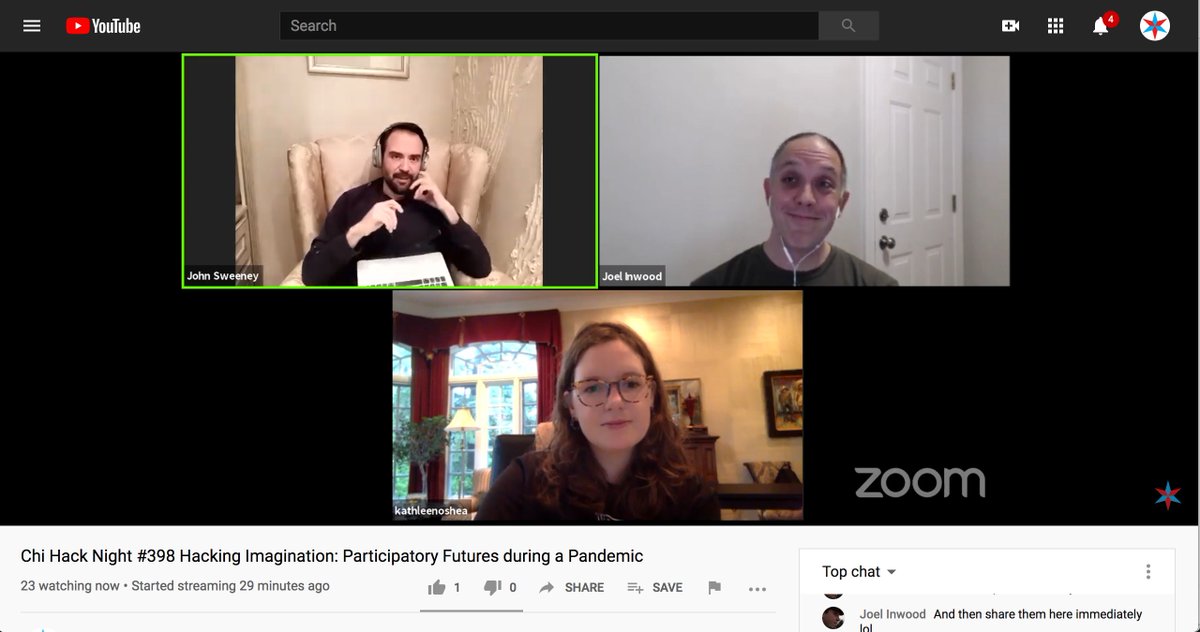 YouTube
Search
4
John Sweeney
Joel Inwood
kathleenoshea
zoom
Chi Hack Night #398 Hacking Imagination: Participatory Futures during a Pandemic
23 watching now • Started streaming 29 minutes ago
1
0
SHARE
SAVE
Top chat
Joel Inwood And then share them here immediately
lol